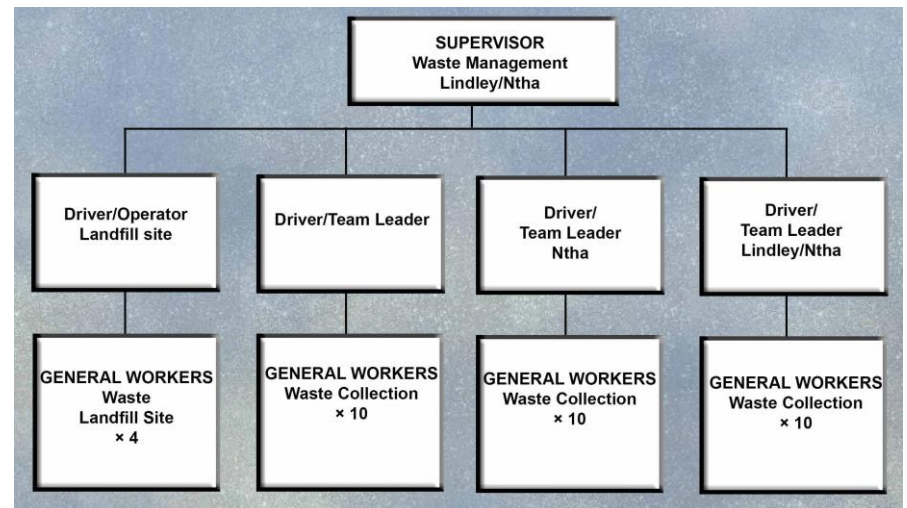 SUPERVISOR
Waste Management
Lindley/Ntha
Driver/Operator
Landfill site
Driver/Team Leader
Driver/
Team Leader
Ntha
Driver/
Team Leader
Lindley/Ntha
GENERAL WORKERS
Waste
Landfill Site
× 4
GENERAL WORKERS
Waste Collection
× 10
GENERAL WORKERS
Waste Collection
× 10
GENERAL WORKERS
Waste Collection
× 10